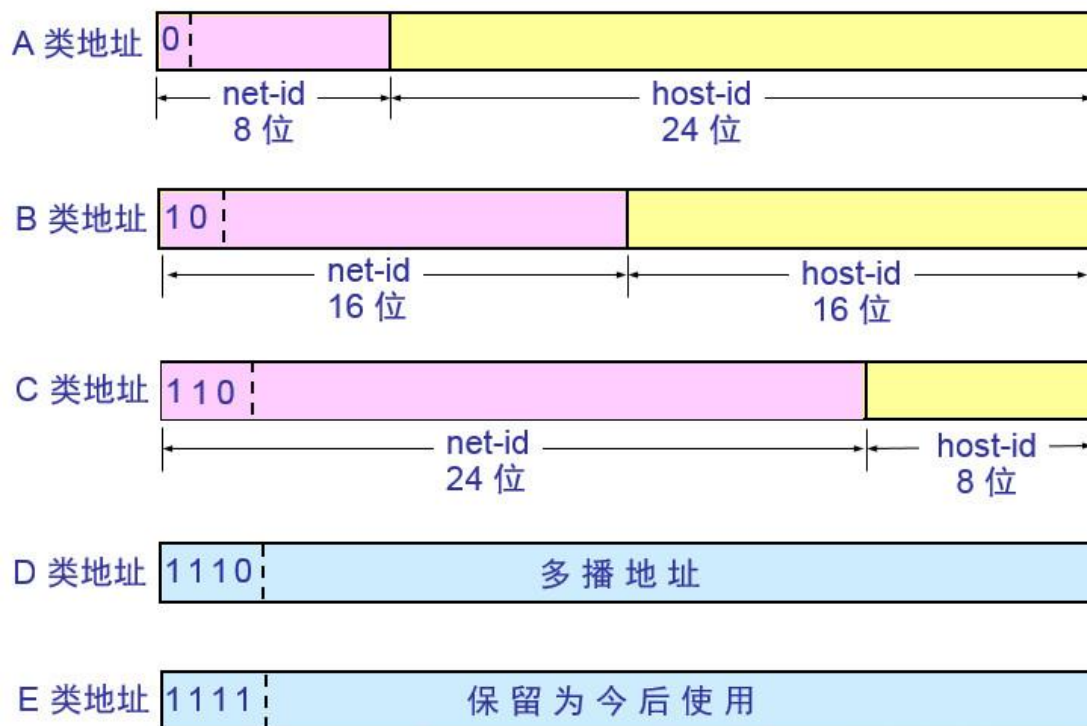 A 类地址 0
net-id host-id
8 位 24 位
B 类地址 1 0
net-id host-id
16 位 16 位
C 类地址 1 1 0
net-id host-id
24 位 8 位
D 类地址 1 1 1 0 多 播 地 址
E 类地址 1 1 1 1 保 留 为 今 后 使 用